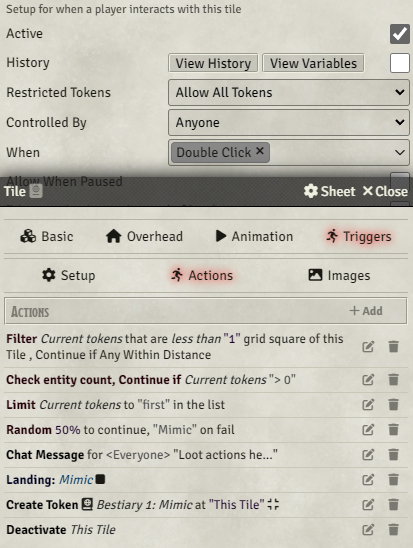 Setup for when a player interacts with this tile
Active
History View History View Variables
Restricted Tokens Allow All Tokens
Controlled By Anyone
When Double Click ×
Allow When Paused
Tile Sheet ×Close
Basic Overhead Animation Triggers
Setup Actions Images
ACTIONS + Add
Filter Current tokens that are less than "1" grid square of this
Tile , Continue if Any Within Distance
Check entity count, Continue if Current tokens "> 0"
Limit Current tokens to "first" in the list
Random 50% to continue, "Mimic" on fail
Chat Message for <Everyone> "Loot actions he..."
Landing: Mimic
Create Token Bestiary 1: Mimic at "This Tile"
Deactivate This Tile